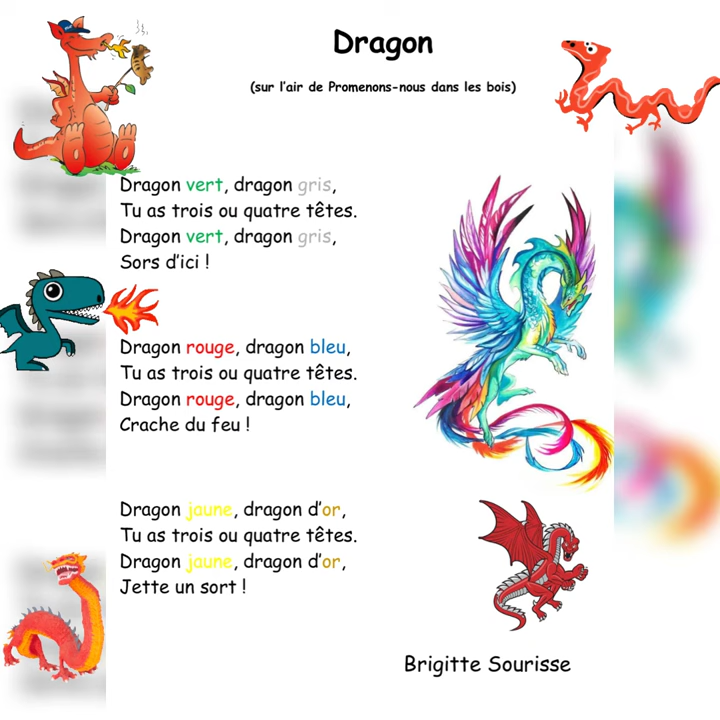 Dragon
(sur l'air de Promenons-nous dans les bois)
Dragon vert, dragon gris,
Tu as trois ou quatre têtes.
Dragon vert, dragon gris,
Sors d'ici !
Dragon rouge, dragon bleu,
Tu as trois ou quatre têtes.
Dragon rouge, dragon bleu,
Crache du feu !
Dragon jaune, dragon d'or,
Tu as trois ou quatre têtes.
Dragon jaune, dragon d'or,
Jette un sort !
Brigitte Sourisse